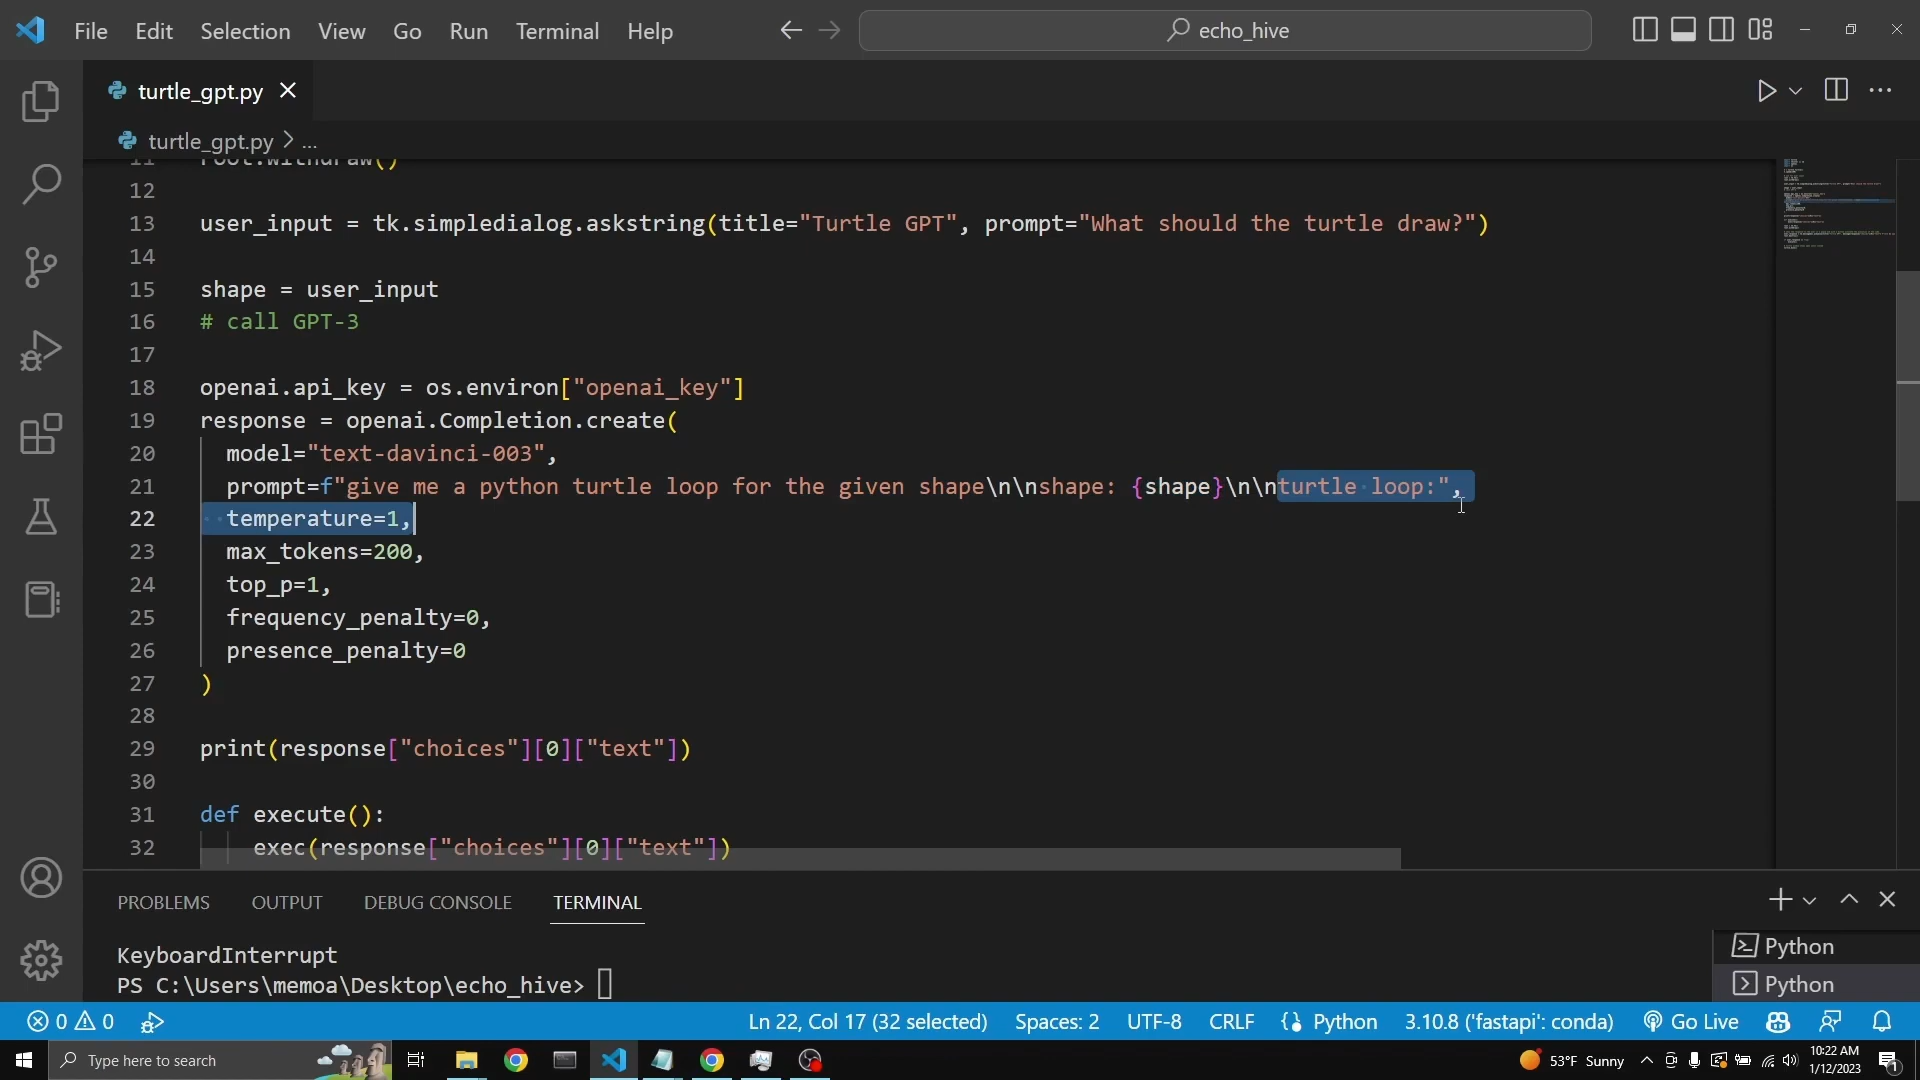 File Edit Selection View Go Run Terminal Help echo_hive
turtle_gpt.py
turtle_gpt.py > ...
11 root.withdraw()
12
13 user_input = tk.simpledialog.askstring(title="Turtle GPT", prompt="What should the turtle draw?")
14
15 shape = user_input
16 # call GPT-3
17
18 openai.api_key = os.environ["openai_key"]
19 response = openai.Completion.create(
20 model="text-davinci-003",
21 prompt=f"give me a python turtle loop for the given shape\n\nshape: {shape}\n\nturtle loop:",
22 temperature=1,
23 max_tokens=200,
24 top_p=1,
25 frequency_penalty=0,
26 presence_penalty=0
27 )
28
29 print(response["choices"][0]["text"])
30
31 def execute():
32 exec(response["choices"][0]["text"])
PROBLEMS OUTPUT DEBUG CONSOLE TERMINAL
KeyboardInterrupt
PS C:\Users\memoa\Desktop\echo_hive>
Python
Python
0 0 Ln 22, Col 17 (32 selected) Spaces: 2 UTF-8 CRLF Python 3.10.8 ('fastapi': conda) Go Live
Type here to search 53°F Sunny 10:22 AM
1/12/2023 1